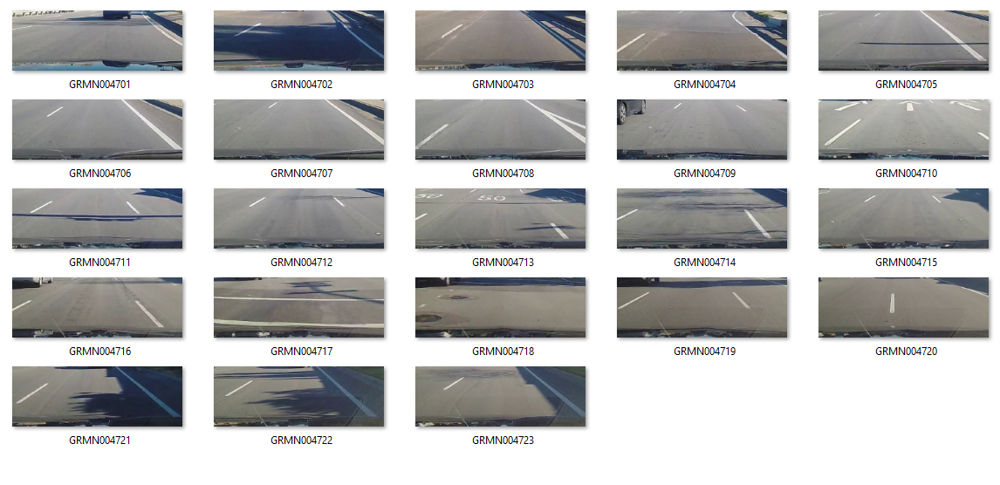 GRMN004701 GRMN004702 GRMN004703 GRMN004704 GRMN004705
GRMN004706 GRMN004707 GRMN004708 GRMN004709 GRMN004710
50 50
GRMN004711 GRMN004712 GRMN004713 GRMN004714 GRMN004715
GRMN004716 GRMN004717 GRMN004718 GRMN004719 GRMN004720
GRMN004721 GRMN004722 GRMN004723